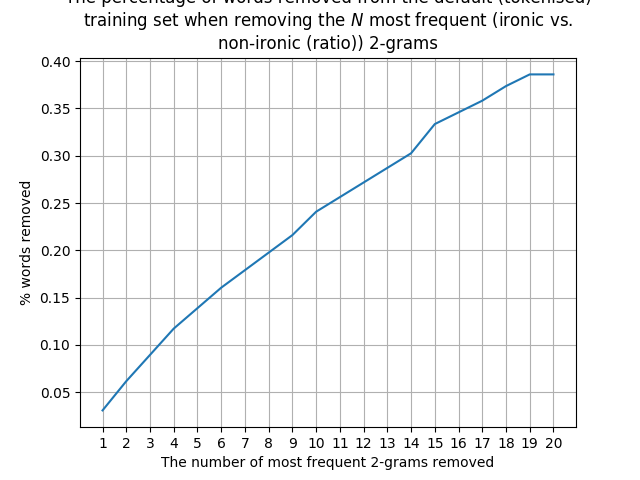 The percentage of words removed from the default (tokenised)
training set when removing the N most frequent (ironic vs.
non-ironic (ratio)) 2-grams
0.40
0.35
0.30
0.25
0.20
0.15
0.10
0.05
% words removed
1 2 3 4 5 6 7 8 9 10 11 12 13 14 15 16 17 18 19 20
The number of most frequent 2-grams removed